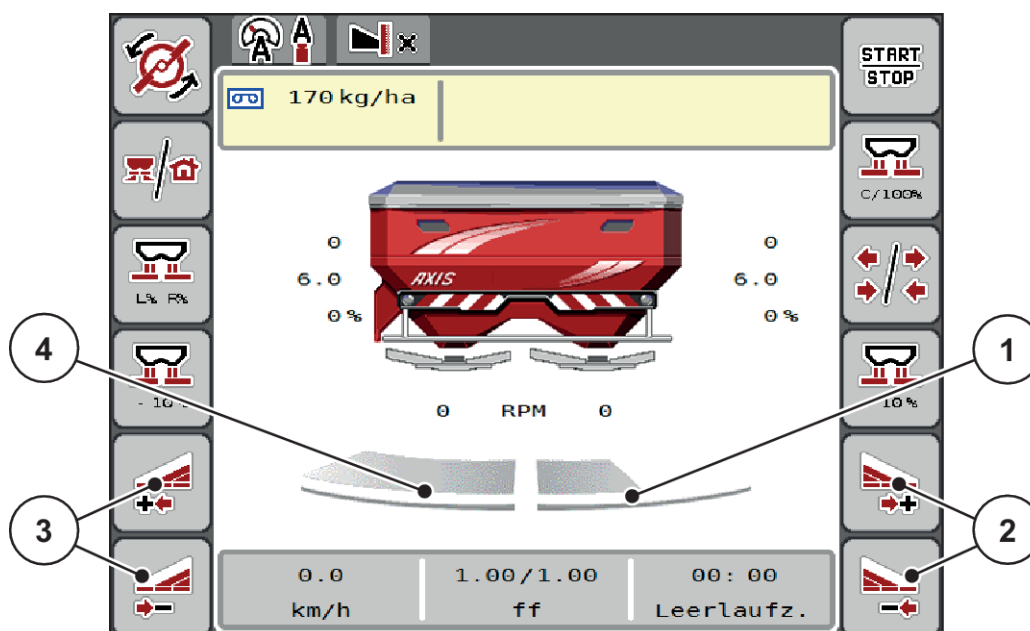 A A
START
STOP
170 kg/ha
C/100%
0 0
AXIS
6.0 6.0
L% R%
0% 0%
4 1
- 10%
10%
0 RPM 0
3 2
0.0 1.00/1.00 00:00
km/h ff Leerlaufz.